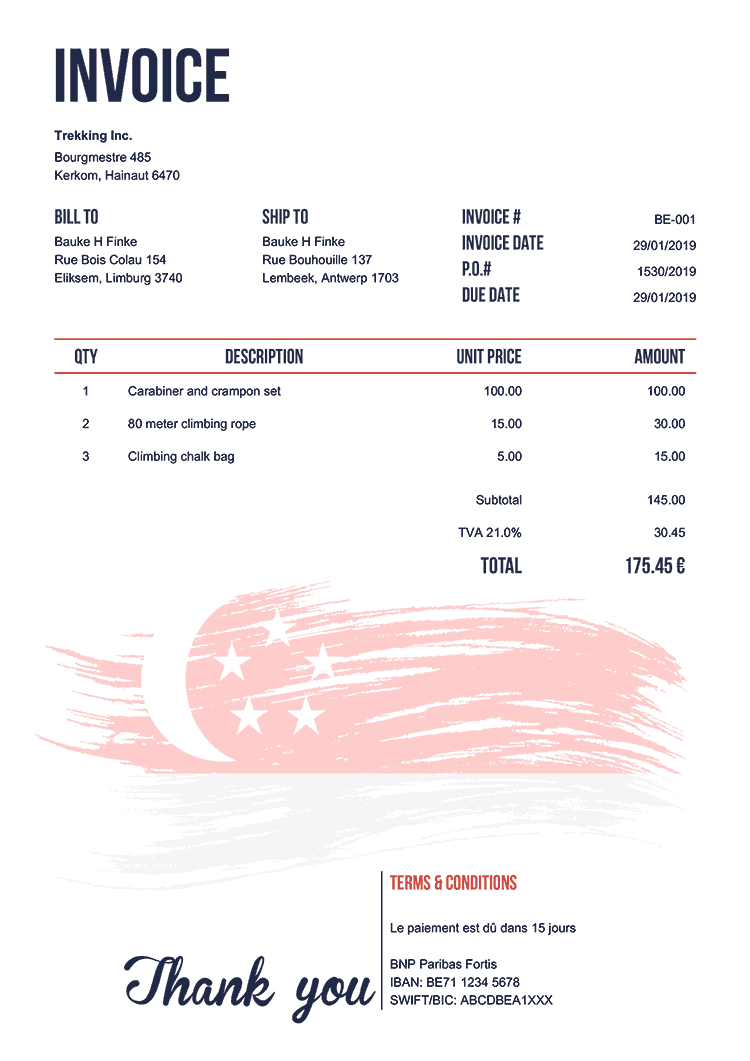 INVOICE
Trekking Inc.
Bourgmestre 485
Kerkom, Hainaut 6470
BILL TO
Bauke H Finke
Rue Bois Colau 154
Eliksem, Limburg 3740
SHIP TO
Bauke H Finke
Rue Bouhouille 137
Lembeek, Antwerp 1703
INVOICE # BE-001
INVOICE DATE 29/01/2019
P.O.# 1530/2019
DUE DATE 29/01/2019
QTY DESCRIPTION UNIT PRICE AMOUNT
1 Carabiner and crampon set 100.00 100.00
2 80 meter climbing rope 15.00 30.00
3 Climbing chalk bag 5.00 15.00
Subtotal 145.00
TVA 21.0% 30.45
TOTAL 175.45 €
TERMS & CONDITIONS
Le paiement est dû dans 15 jours
BNP Paribas Fortis
IBAN: BE71 1234 5678
SWIFT/BIC: ABCDBEA1XXX
Thank you